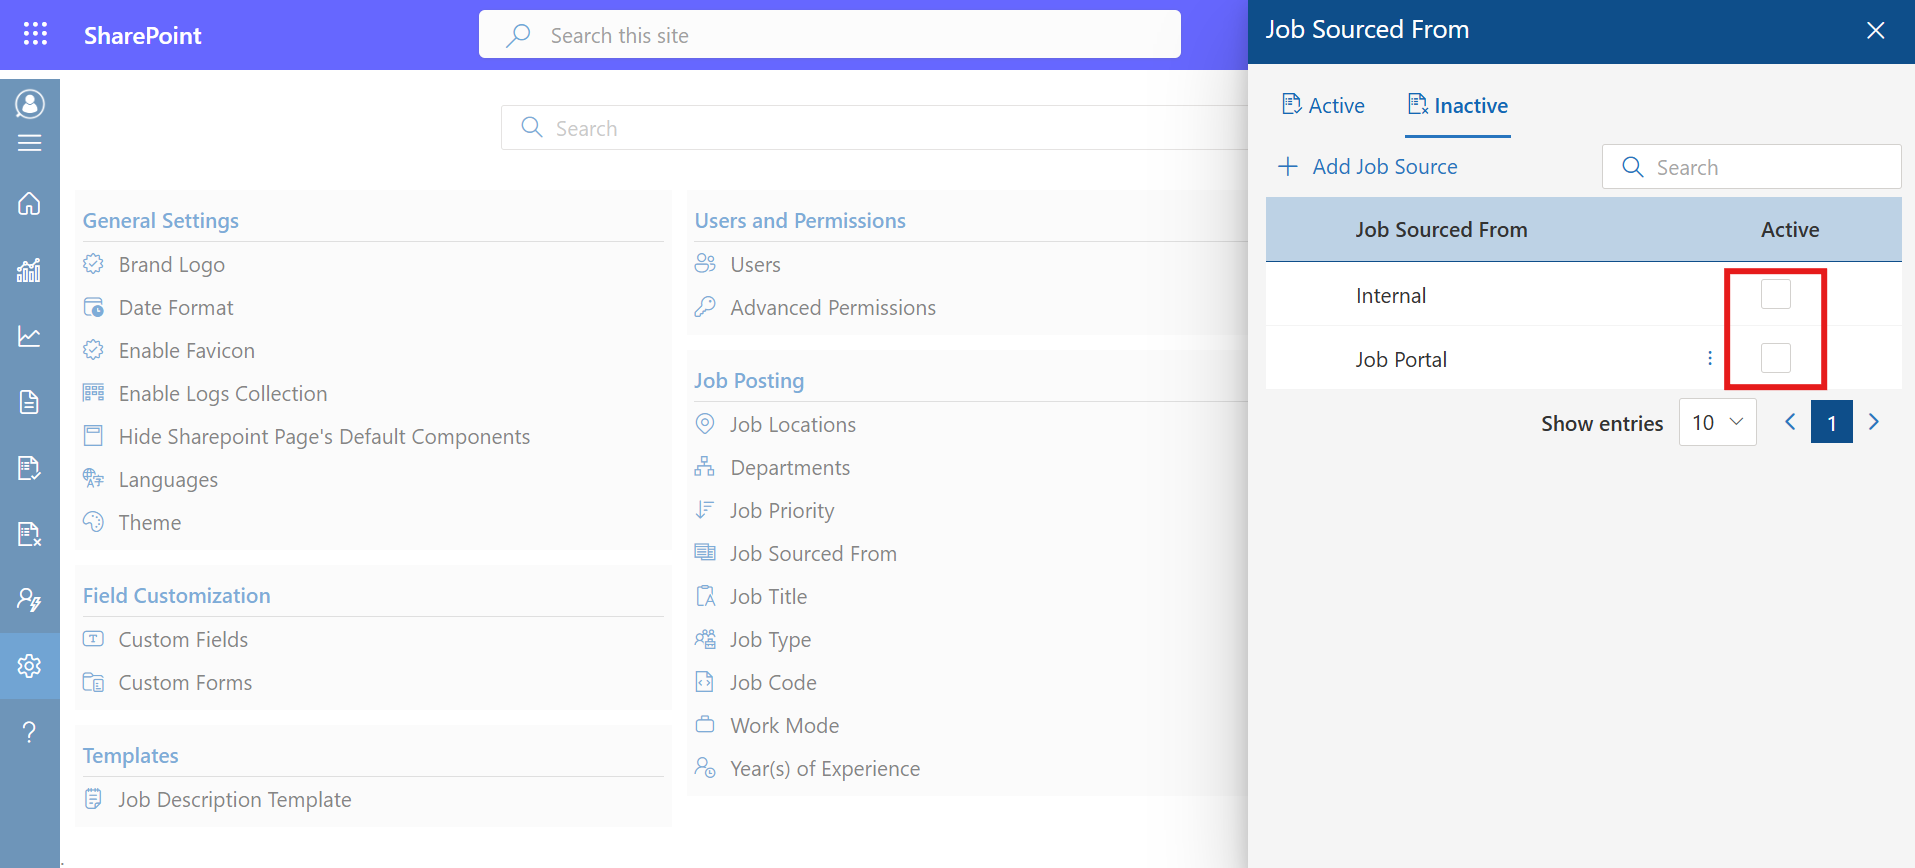 SharePoint
Search this site
Search
General Settings
Brand Logo
Date Format
Enable Favicon
Enable Logs Collection
Hide Sharepoint Page's Default Components
Languages
Theme
Field Customization
Custom Fields
Custom Forms
Templates
Job Description Template
Users and Permissions
Users
Advanced Permissions
Job Posting
Job Locations
Departments
Job Priority
Job Sourced From
Job Title
Job Type
Job Code
Work Mode
Year(s) of Experience
Job Sourced From
Active
Inactive
Add Job Source
Search
Job Sourced From Active
Internal
Job Portal
Show entries 10 1